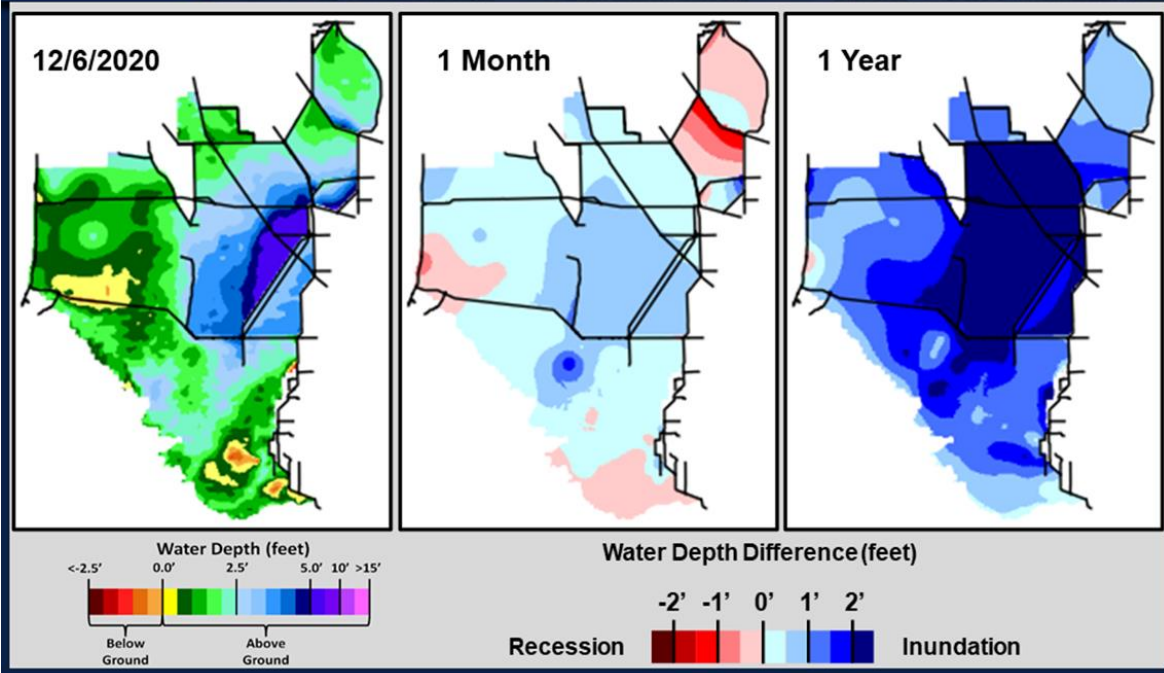 12/6/2020
1 Month
1 Year
Water Depth (feet)
<-2.5' 0.0' 2.5' 5.0' 10' >15'
Below
Ground
Above
Ground
Water Depth Difference (feet)
-2' -1' 0' 1' 2'
Recession
Inundation